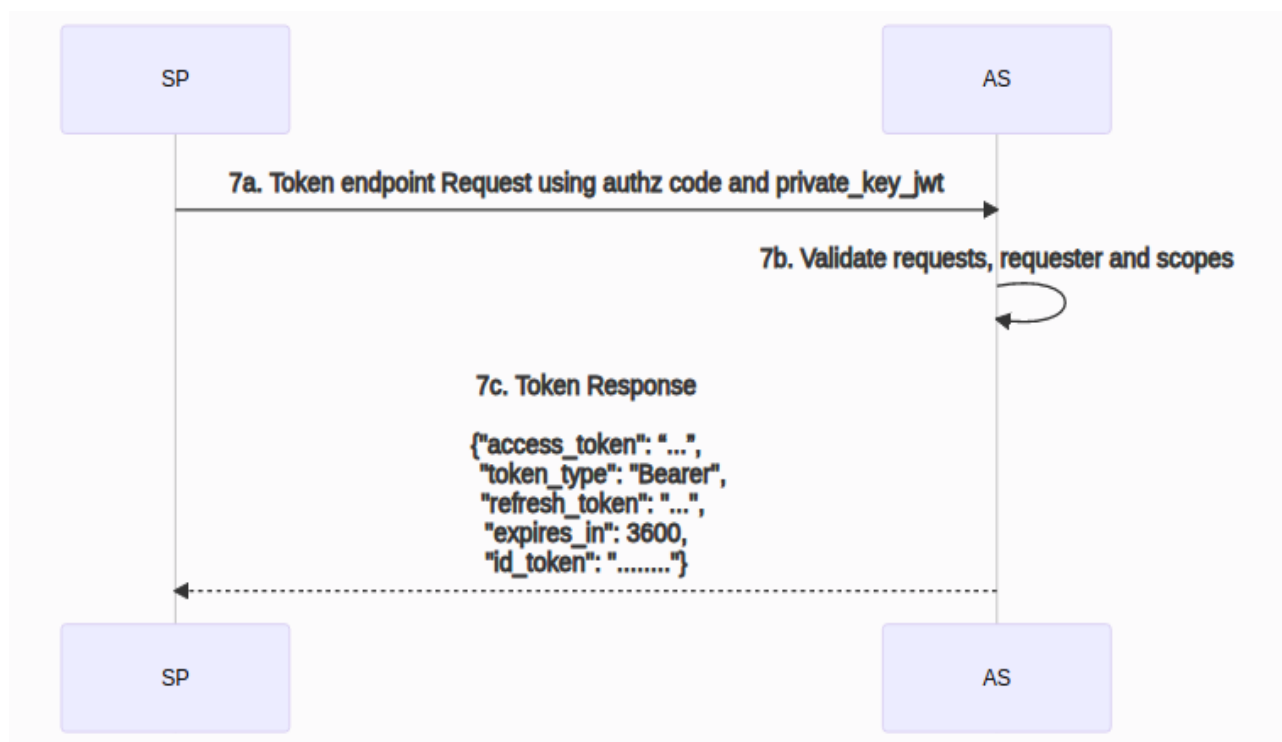 SP
AS
7a. Token endpoint Request using authz code and private_key_jwt
7b. Validate requests, requester and scopes
7c. Token Response
{"access_token": “...”,
"token_type": "Bearer",
"refresh_token": "...",
"expires_in": 3600,
"id_token": "........"}
SP
AS